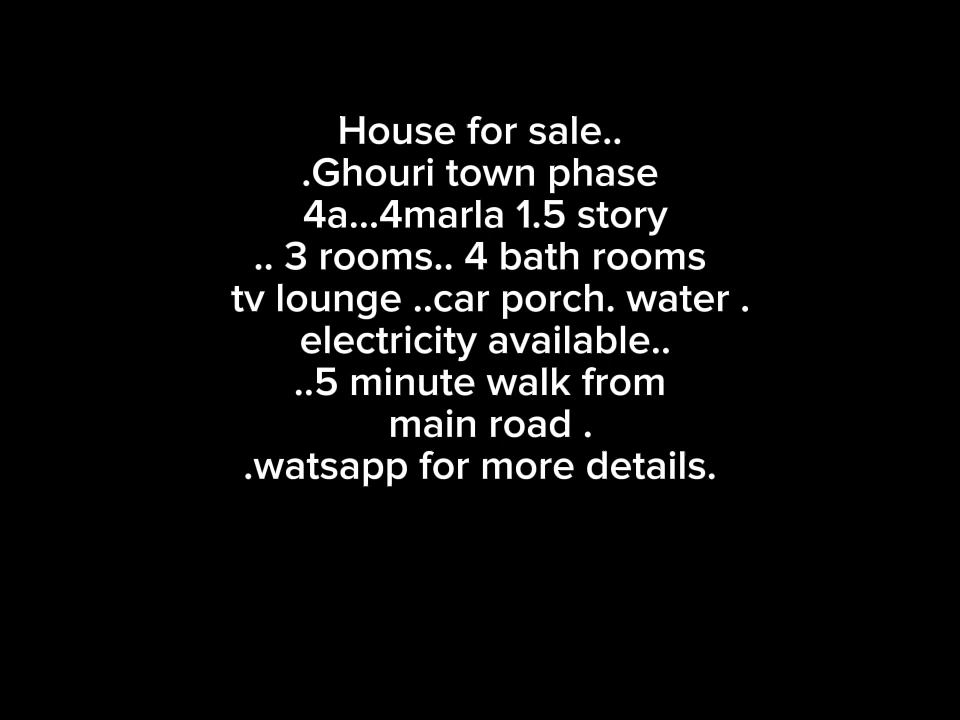 House for sale..
.Ghouri town phase
4a...4marla 1.5 story
.. 3 rooms.. 4 bath rooms
tv lounge ..car porch. water .
electricity available..
..5 minute walk from
main road .
.watsapp for more details.